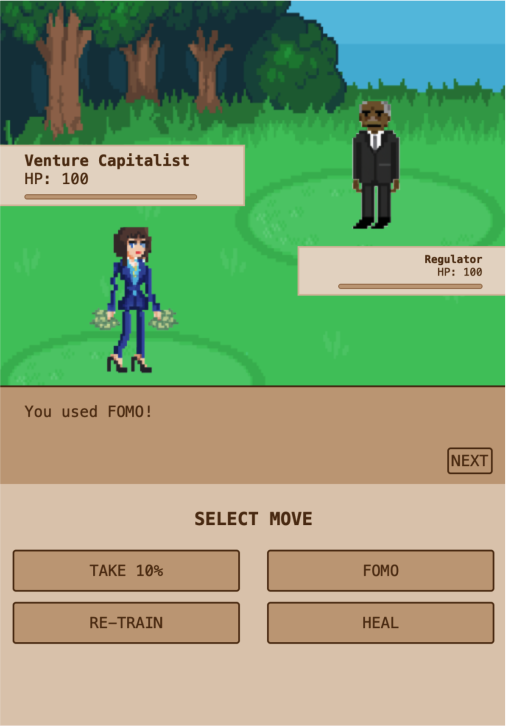 Venture Capitalist
HP: 100
Regulator
HP: 100
You used FOMO!
NEXT
SELECT MOVE
TAKE 10%
FOMO
RE-TRAIN
HEAL